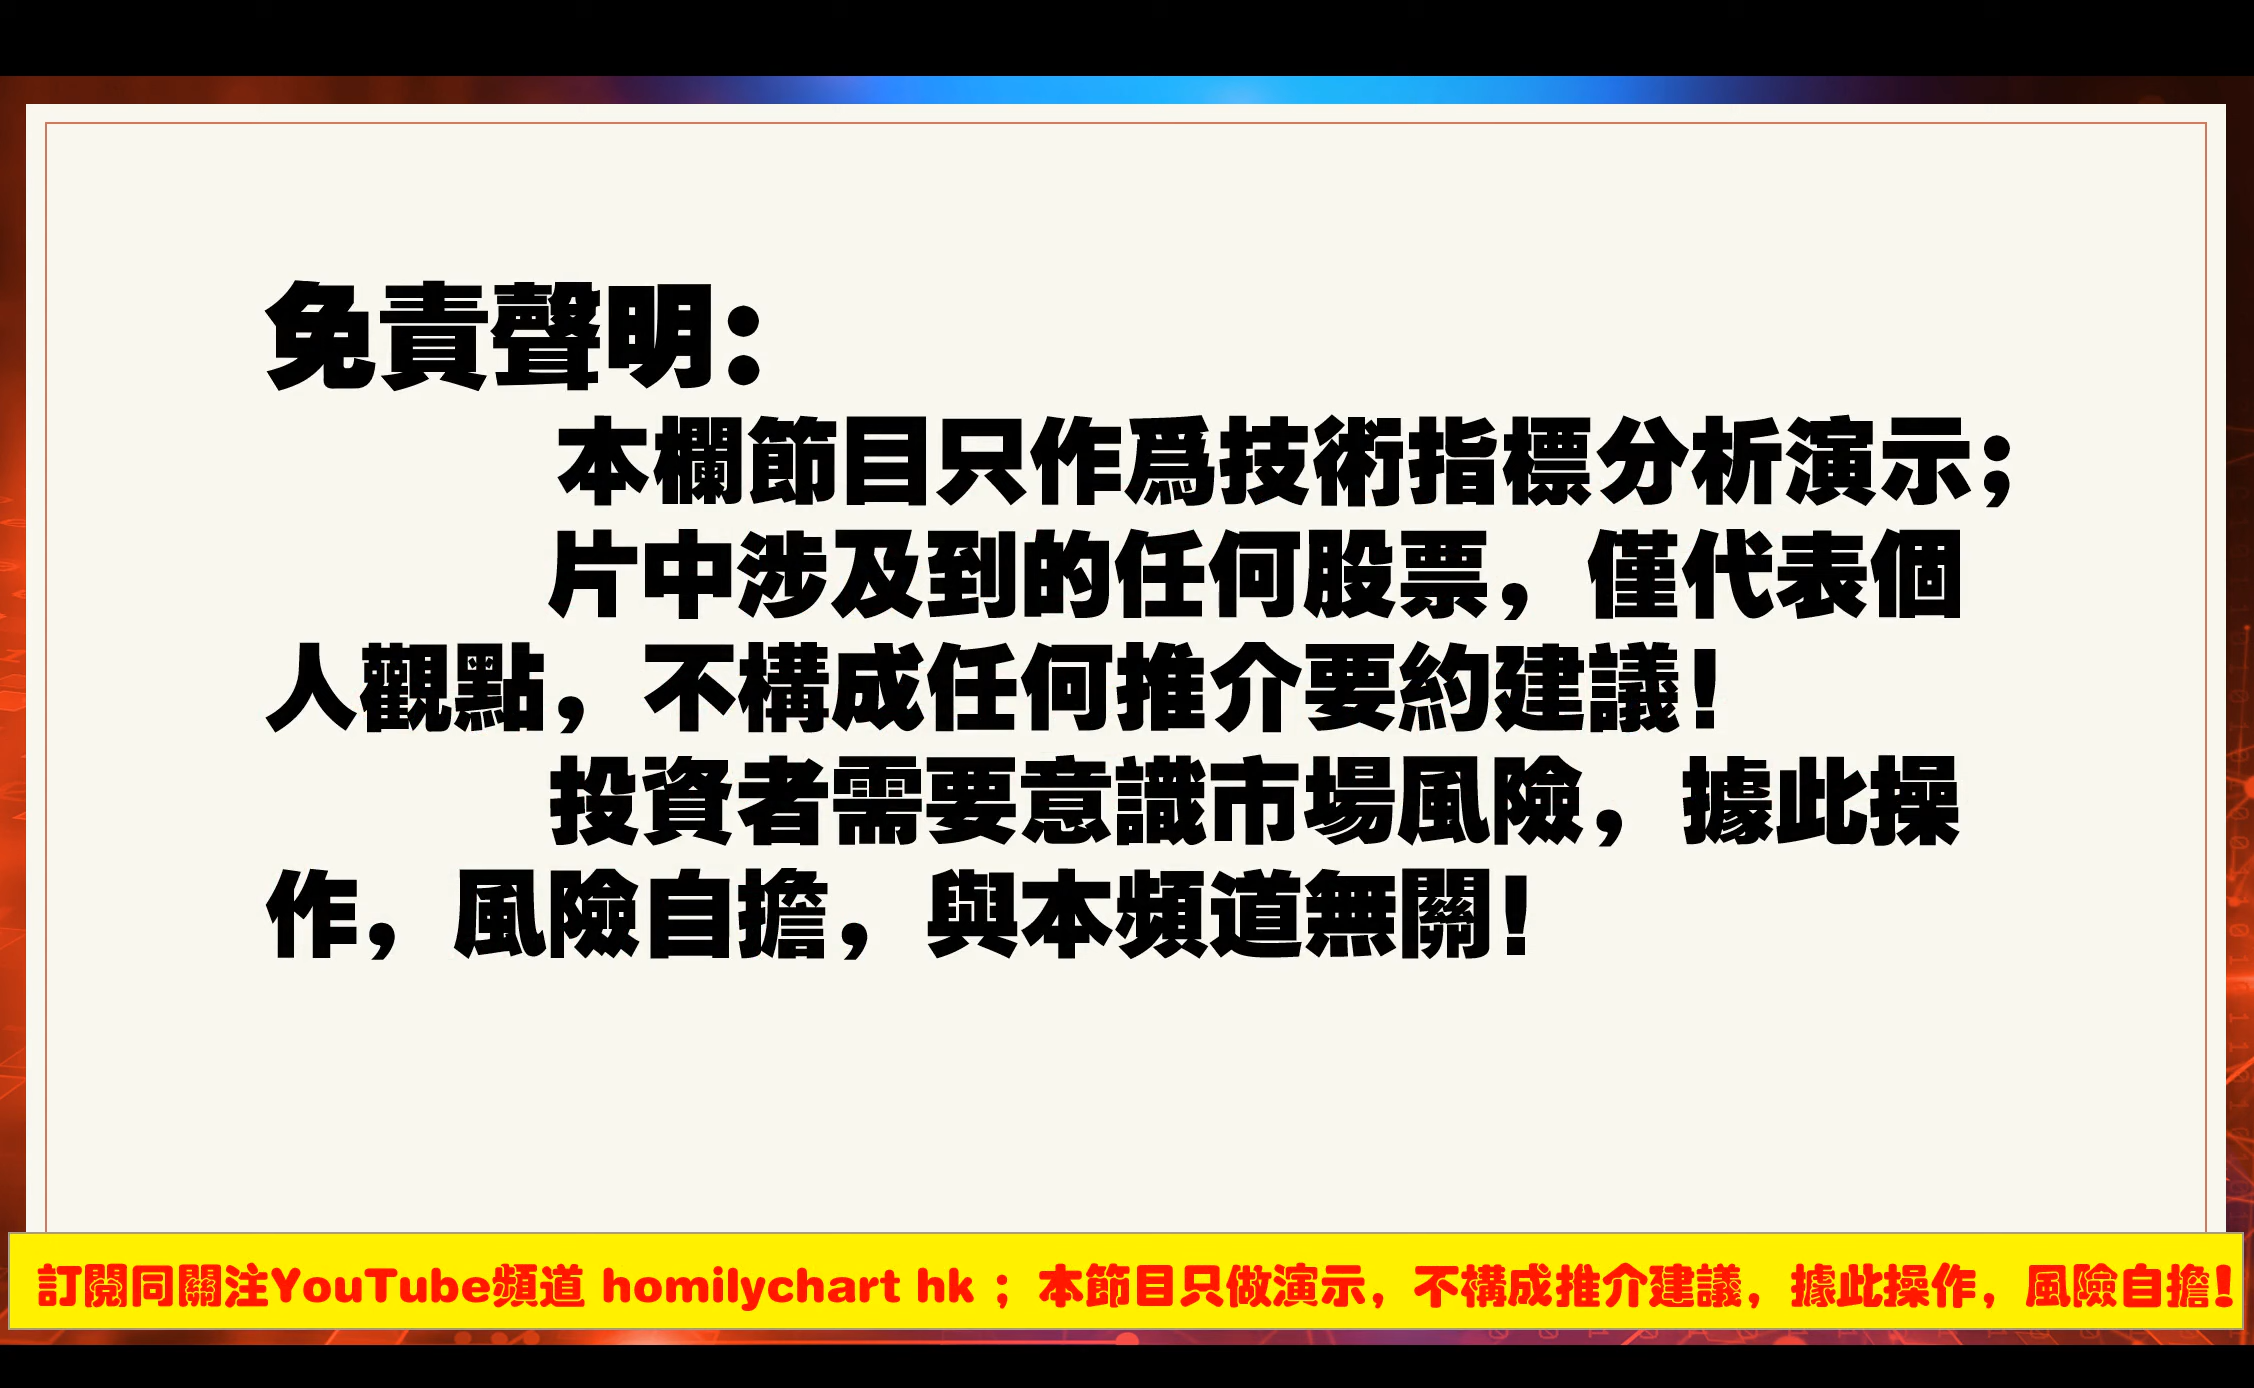 免責聲明：
本欄節目只作爲技術指標分析演示；
片中涉及到的任何股票，僅代表個
人觀點，不構成任何推介要約建議！
投資者需要意識市場風險，據此操
作，風險自擔，與本頻道無關！
訂閱同關注YouTube頻道 homilychart hk ；本節目只做演示，不構成推介建議，據此操作，風險自擔！